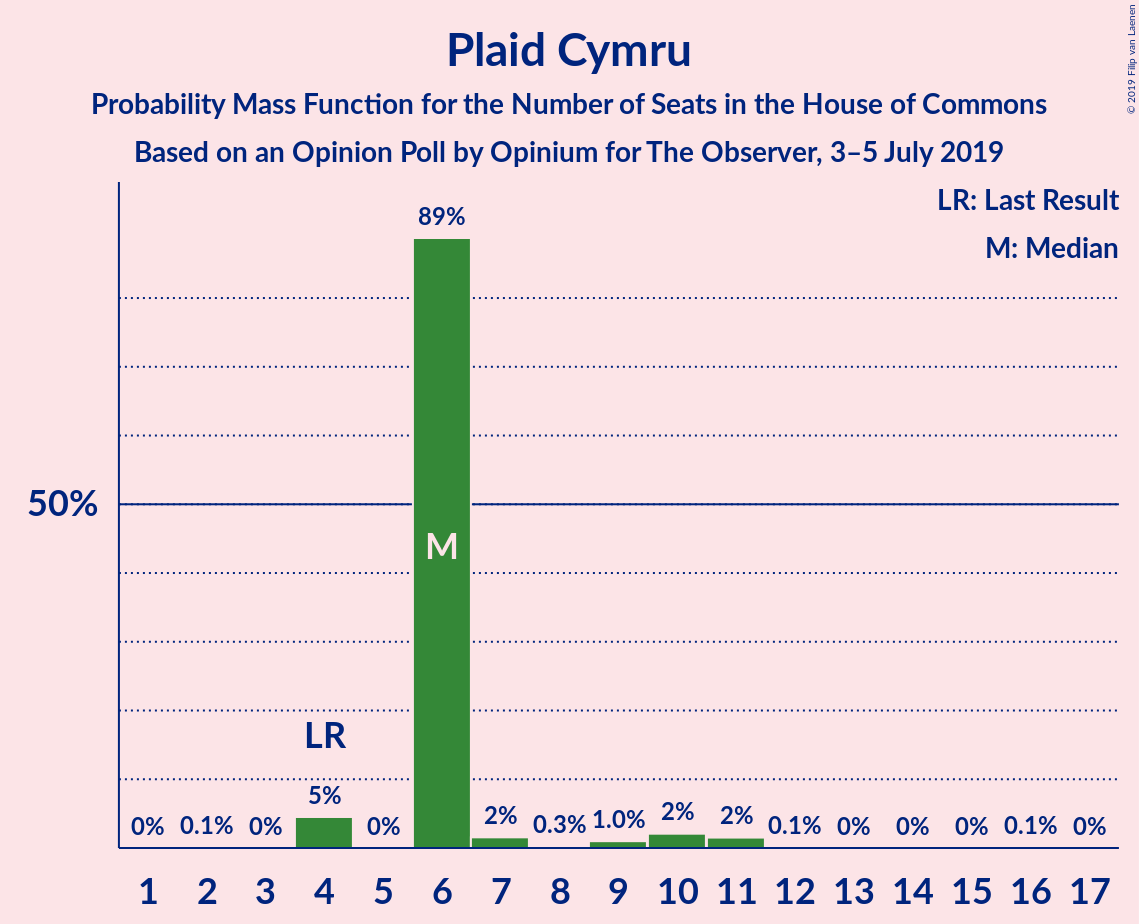 Plaid Cymru
Probability Mass Function for the Number of Seats in the House of Commons
Based on an Opinion Poll by Opinium for The Observer, 3–5 July 2019
© 2019 Filip van Laenen
LR: Last Result
M: Median
89%
50%
M
LR
0% 0.1% 0% 5% 0% 2% 0.3% 1.0% 2% 2% 0.1% 0% 0% 0% 0.1% 0%
1 2 3 4 5 6 7 8 9 10 11 12 13 14 15 16 17